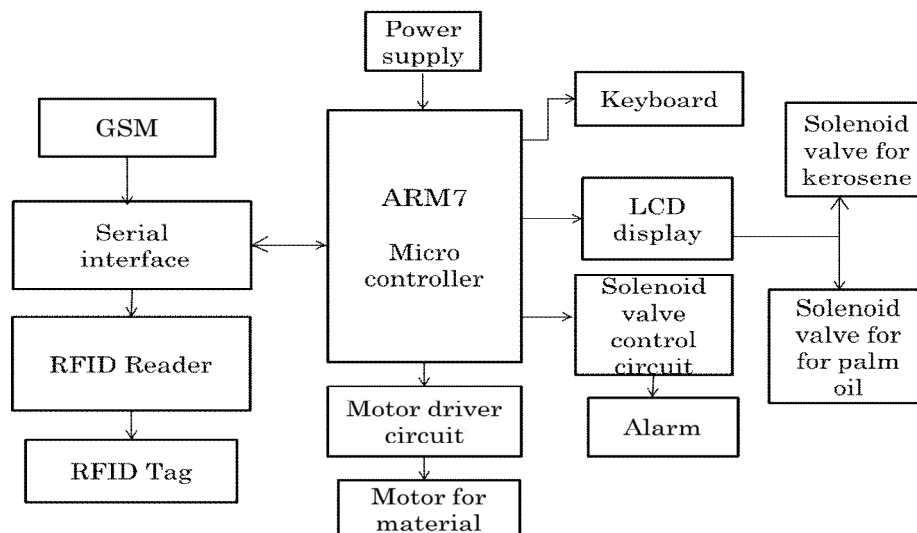 Power
supply
GSM
Serial
interface
RFID Reader
RFID Tag
ARM7
Micro
controller
Motor driver
circuit
Motor for
material
Keyboard
LCD
display
Solenoid
valve
control
circuit
Alarm
Solenoid
valve for
kerosene
Solenoid
valve for
for palm
oil